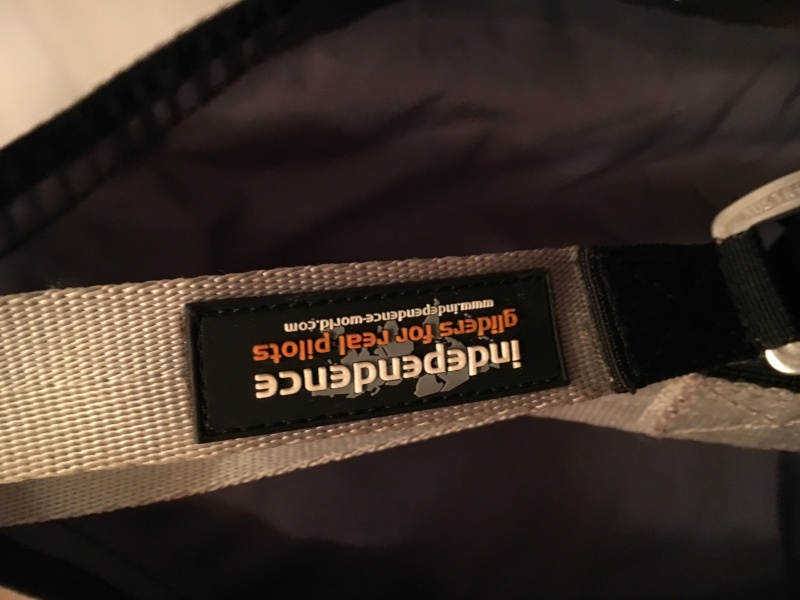 independence
gliders for real pilots
www.independence-world.com